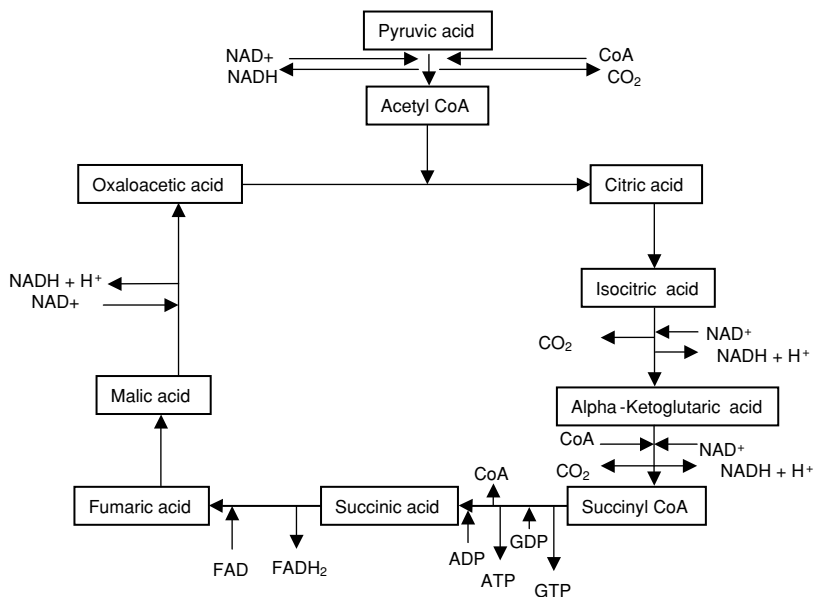 Pyruvic acid
NAD+
CoA
NADH
CO₂
Acetyl CoA
Oxaloacetic acid
Citric acid
NADH + H⁺
NAD+
Isocitric acid
CO₂
NAD⁺
NADH + H⁺
Malic acid
Alpha-Ketoglutaric acid
CoA
NAD⁺
CO₂
NADH + H⁺
CoA
Fumaric acid
Succinic acid
Succinyl CoA
FAD
FADH₂
ADP
ATP
GDP
GTP